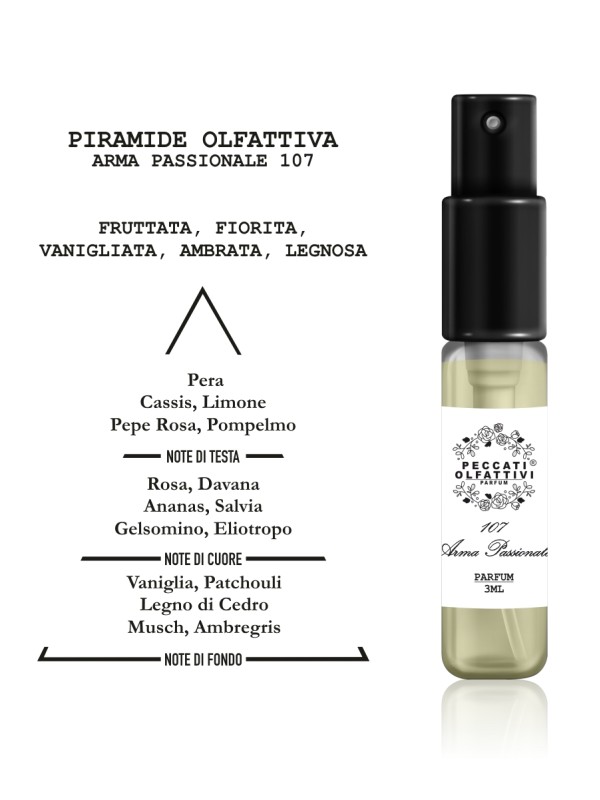 PIRAMIDE OLFATTIVA
ARMA PASSIONALE 107
FRUTTATA, FIORITA,
VANIGLIATA, AMBRATA, LEGNOSA
Pera
Cassis, Limone
Pepe Rosa, Pompelmo
NOTE DI TESTA
Rosa, Davana
Ananas, Salvia
Gelsomino, Eliotropo
NOTE DI CUORE
Vaniglia, Patchouli
Legno di Cedro
Musch, Ambregris
NOTE DI FONDO
PECCATI®
OLFATTIVI
PARFUM
107
Arma Passionale
PARFUM
3ML